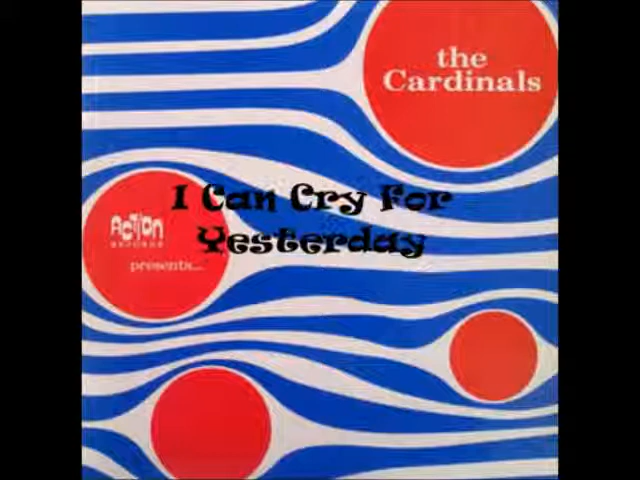 the
Cardinals
I Can Cry For
Yesterday
ACTION
RECORDS
presents...